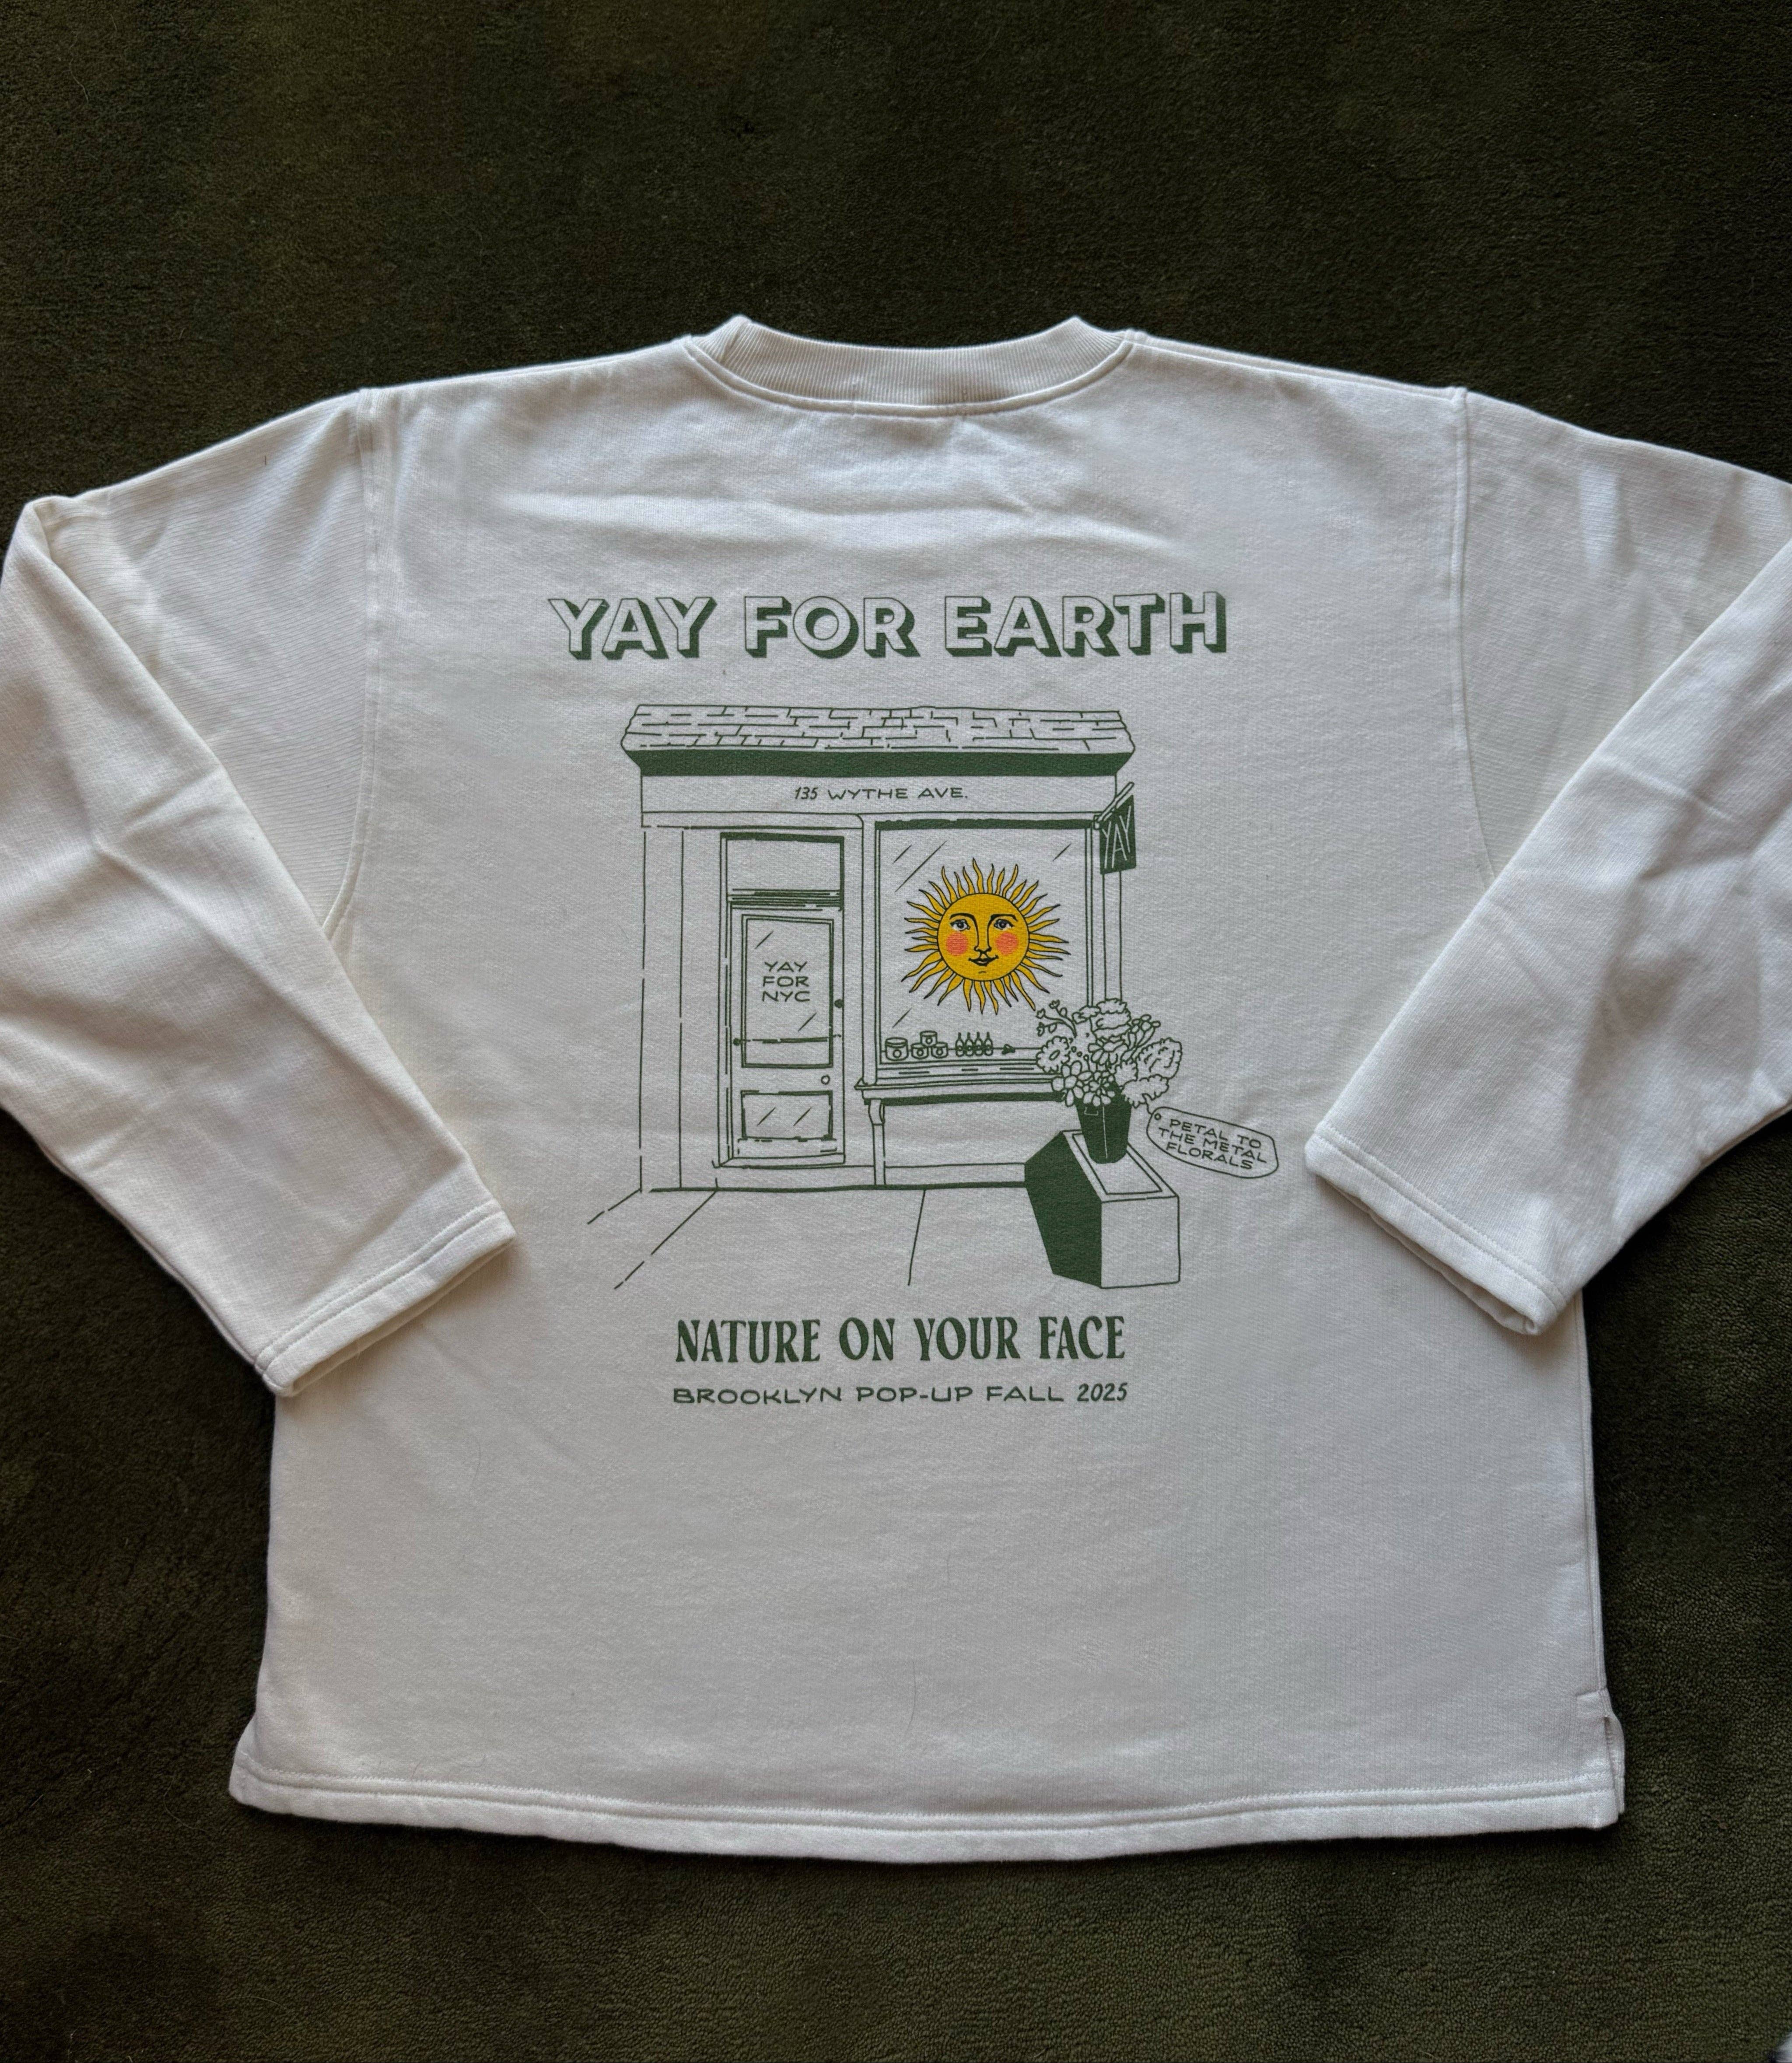 YAY FOR EARTH
135 WYTHE AVE.
YAY
YAY
FOR
NYC
PETAL TO
THE METAL
FLORALS
NATURE ON YOUR FACE
BROOKLYN POP-UP FALL 2025